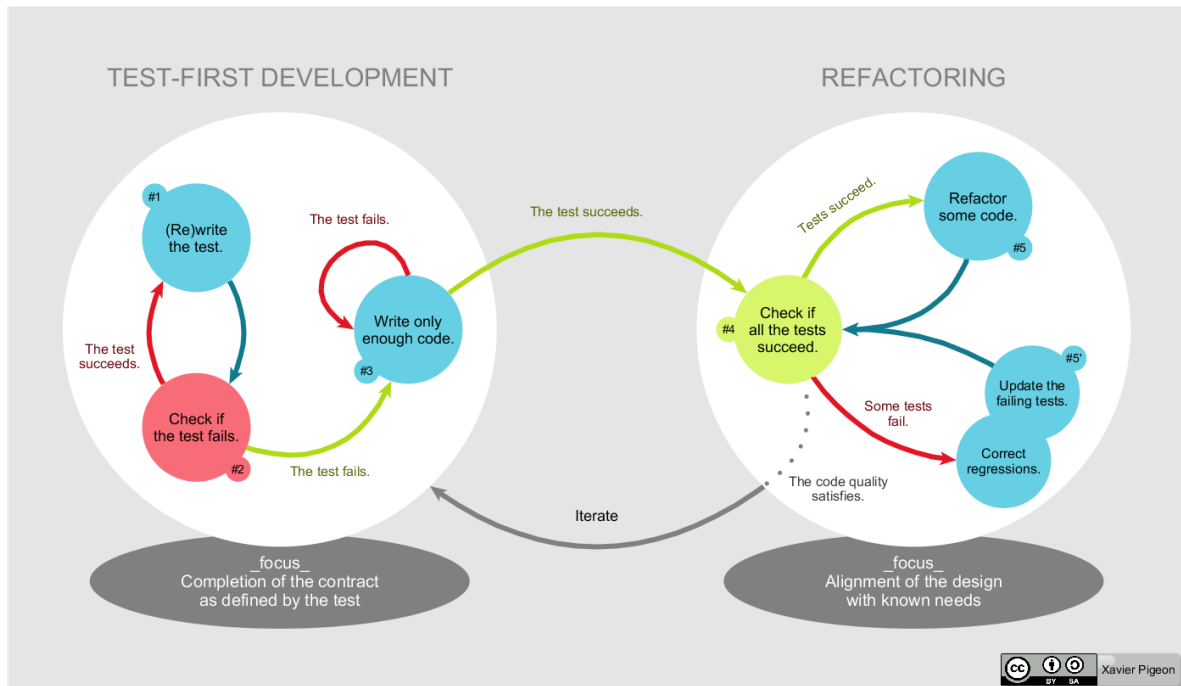 TEST-FIRST DEVELOPMENT
REFACTORING
#1
(Re)write
the test.
The test
succeeds.
Check if
the test fails.
#2
The test fails.
The test fails.
Write only
enough code.
#3
The test succeeds.
Tests succeed.
Refactor
some code.
#5
Check if
all the tests
succeed.
#4
#5'
Update the
failing tests.
Some tests
fail.
Correct
regressions.
The code quality
satisfies.
Iterate
_focus_
Completion of the contract
as defined by the test
_focus_
Alignment of the design
with known needs
cc
BY SA
Xavier Pigeon